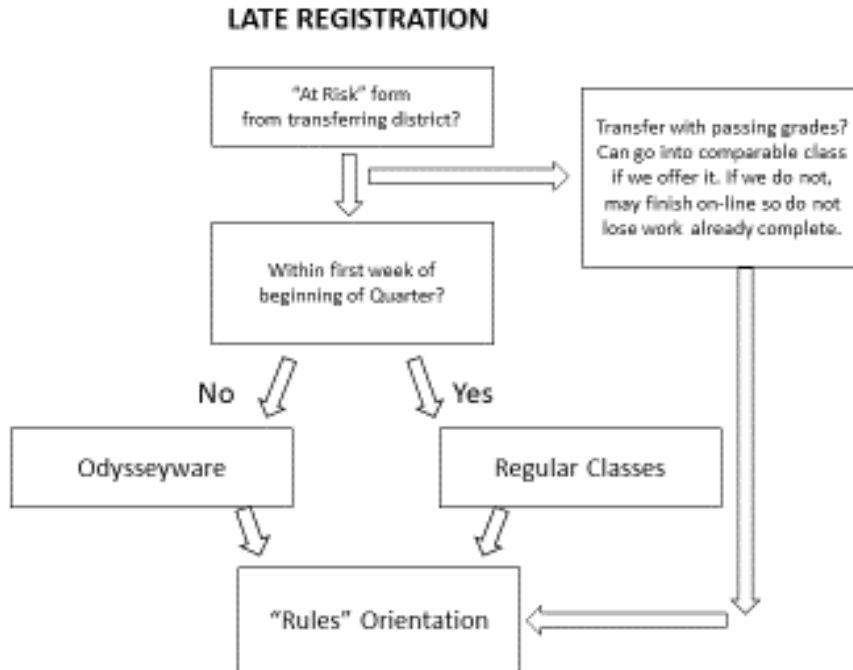 LATE REGISTRATION
"At Risk" form
from transferring district?
Transfer with passing grades?
Can go into comparable class
if we offer it. If we do not,
may finish on-line so do not
lose work already complete.
Within first week of
beginning of Quarter?
No
Yes
Odysseyware
Regular Classes
"Rules" Orientation